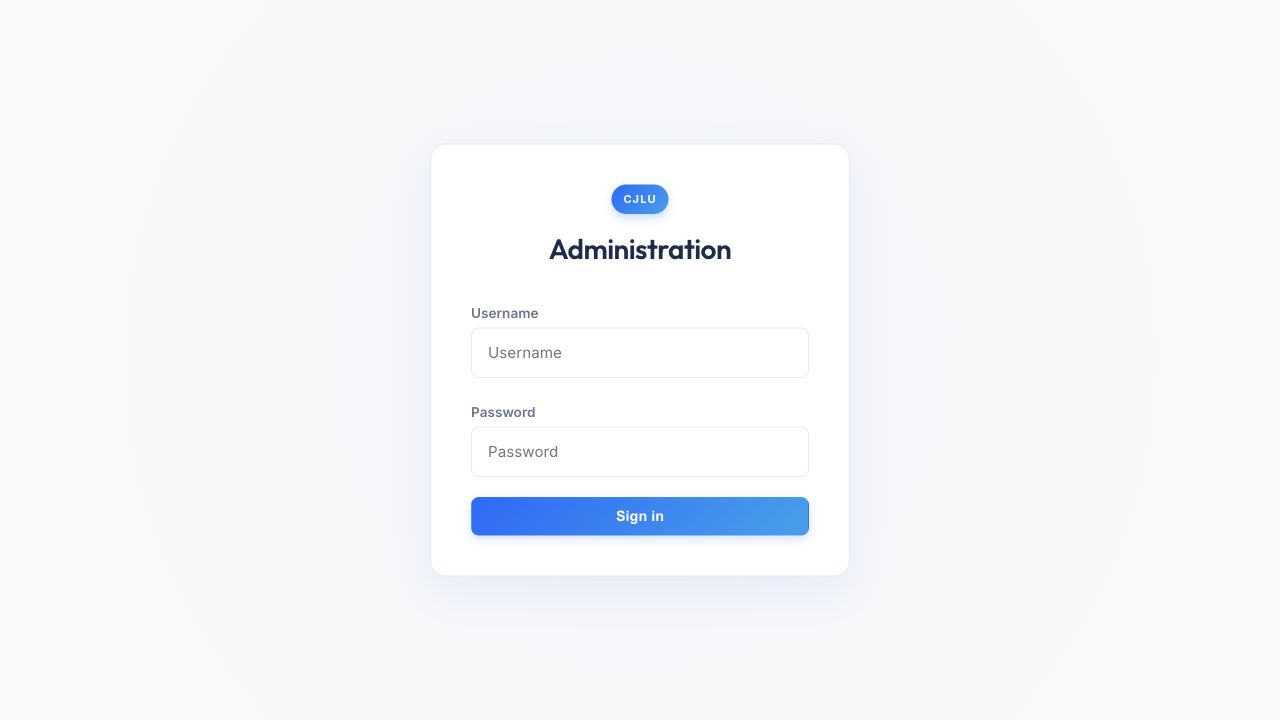 CJLU
Administration
Username
Username
Password
Password
Sign in